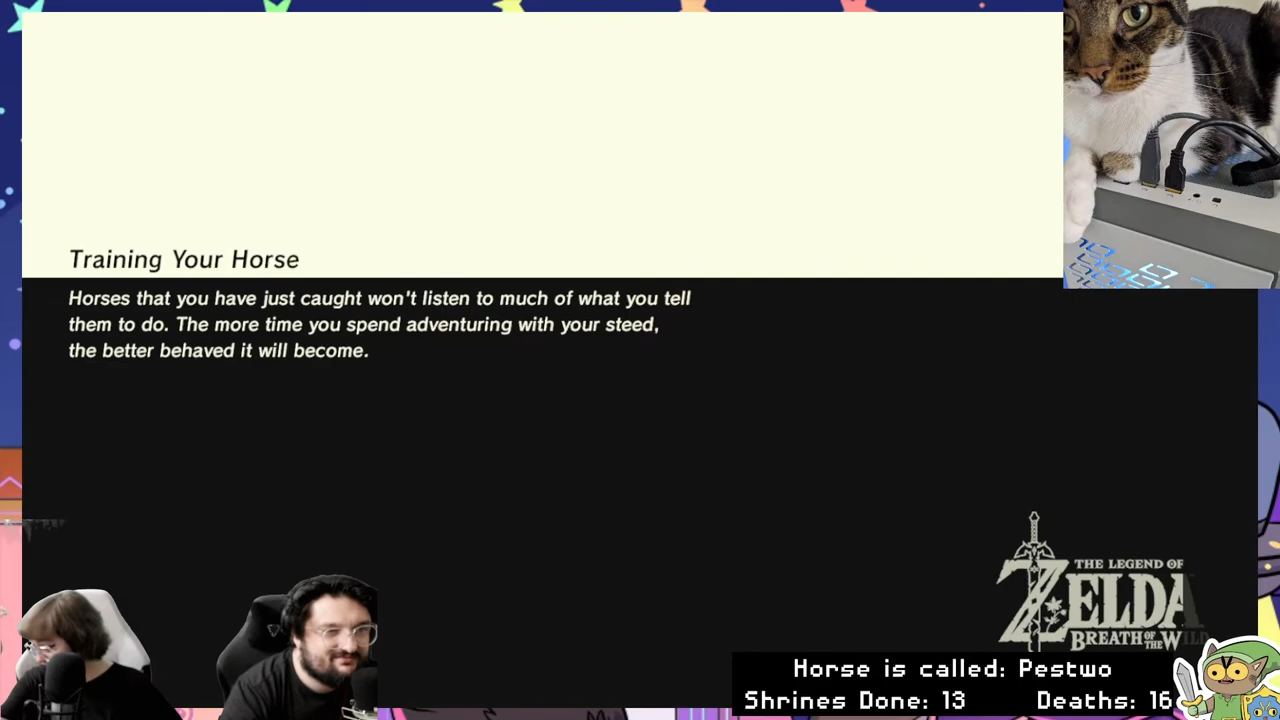 Training Your Horse
Horses that you have just caught won't listen to much of what you tell
them to do. The more time you spend adventuring with your steed,
the better behaved it will become.
THE LEGEND OF
ZELDA
BREATH OF THE WILD
Horse is called: Pestwo
Shrines Done: 13 Deaths: 16